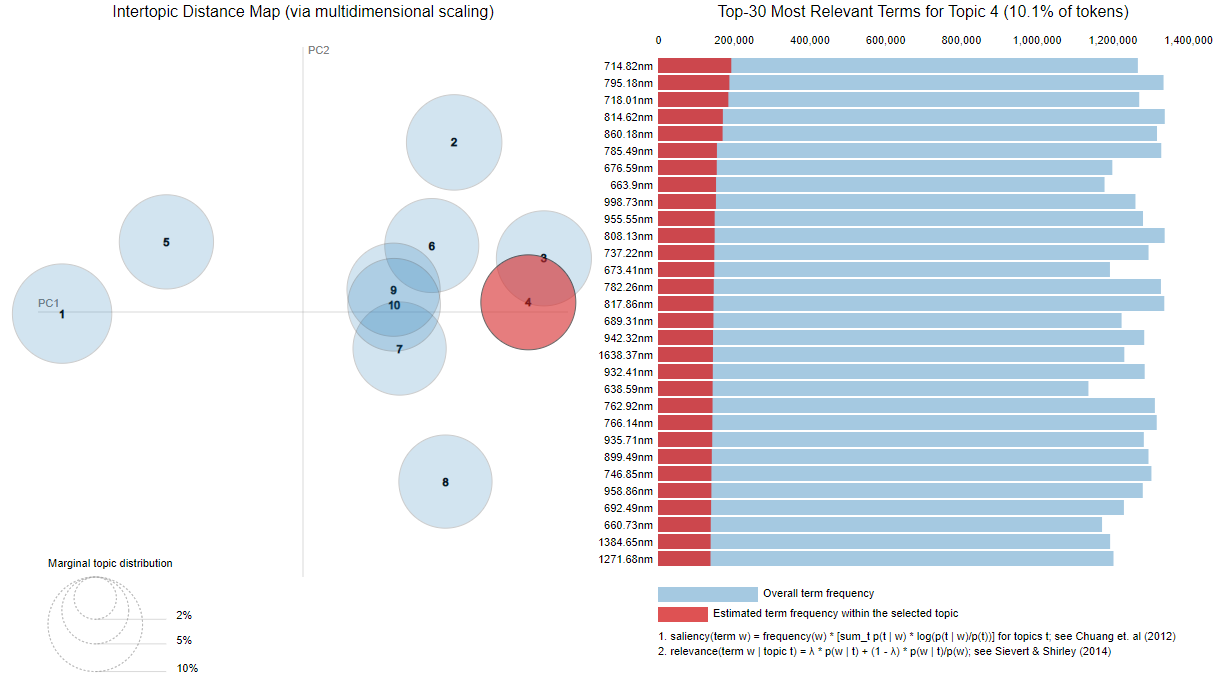 Intertopic Distance Map (via multidimensional scaling)
PC2
2
5
6
3
9
4
PC1
10
1
7
8
Marginal topic distribution
2%
5%
10%
Top-30 Most Relevant Terms for Topic 4 (10.1% of tokens)
0 200,000 400,000 600,000 800,000 1,000,000 1,200,000 1,400,000
714.82nm
795.18nm
718.01nm
814.62nm
860.18nm
785.49nm
676.59nm
663.9nm
998.73nm
955.55nm
808.13nm
737.22nm
673.41nm
782.26nm
817.86nm
689.31nm
942.32nm
1638.37nm
932.41nm
638.59nm
762.92nm
766.14nm
935.71nm
899.49nm
746.85nm
958.86nm
692.49nm
660.73nm
1384.65nm
1271.68nm
Overall term frequency
Estimated term frequency within the selected topic
1. saliency(term w) = frequency(w) * [sum_t p(t | w) * log(p(t | w)/p(t))] for topics t; see Chuang et. al (2012)
2. relevance(term w | topic t) = λ * p(w | t) + (1 - λ) * p(w | t)/p(w); see Sievert & Shirley (2014)